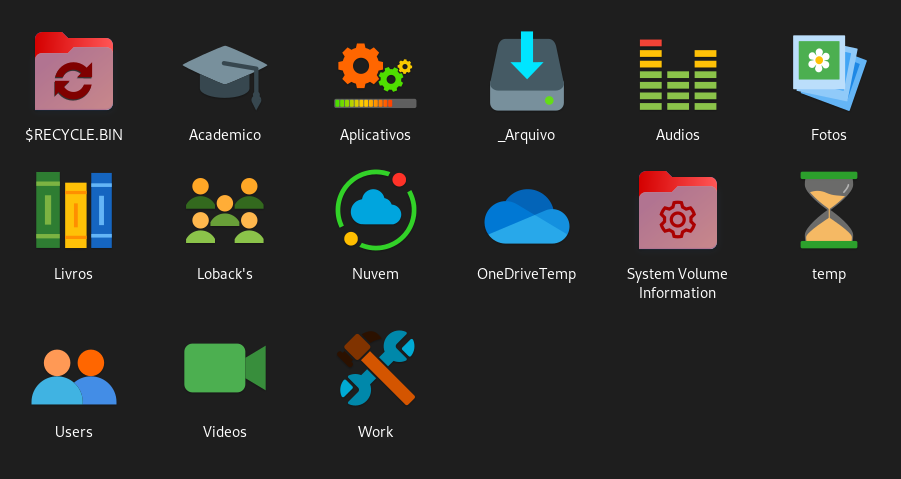 $RECYCLE.BIN
Academico
Aplicativos
_Arquivo
Audios
Fotos
Livros
Loback's
Nuvem
OneDriveTemp
System Volume
Information
temp
Users
Videos
Work